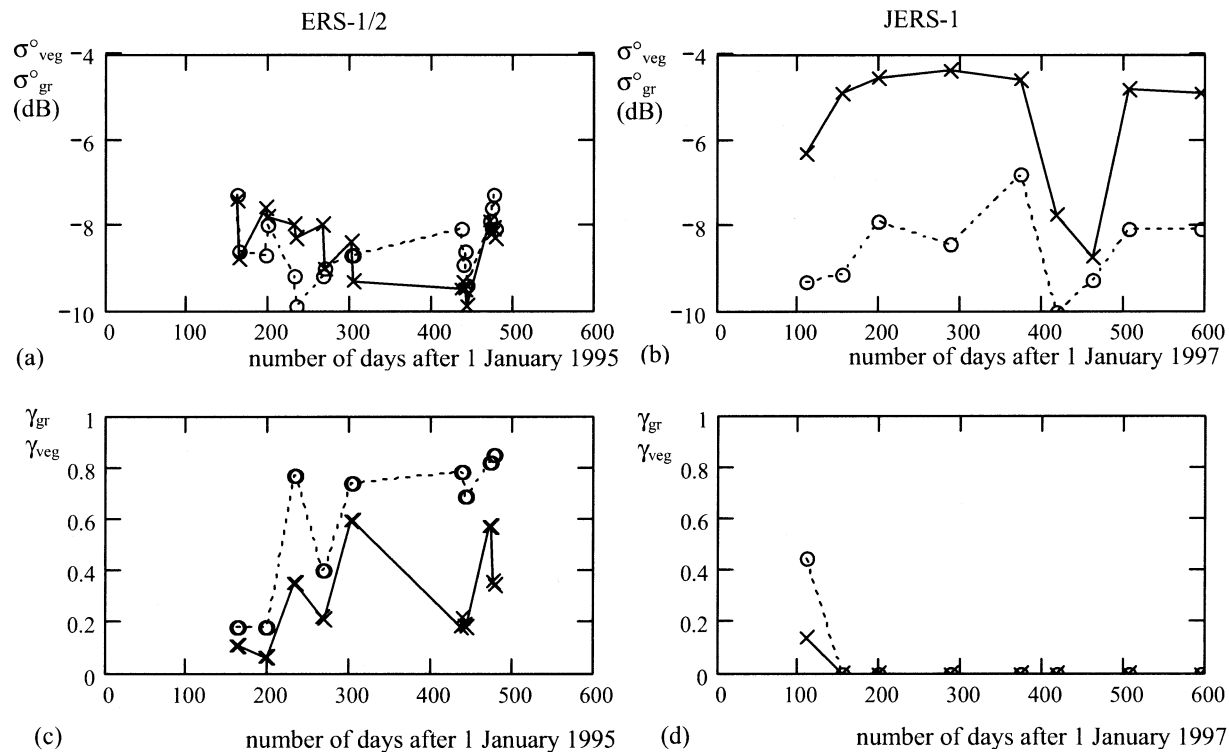 ERS-1/2
JERS-1
σ°veg
σ°gr
(dB)
−4
−6
−8
−10
0 100 200 300 400 500 600
(a)
number of days after 1 January 1995
σ°veg
σ°gr
(dB)
−4
−6
−8
−10
0 100 200 300 400 500 600
(b)
number of days after 1 January 1997
γgr
γveg
1
0.8
0.6
0.4
0.2
0
0 100 200 300 400 500 600
(c)
number of days after 1 January 1995
γgr
γveg
1
0.8
0.6
0.4
0.2
0
0 100 200 300 400 500 600
(d)
number of days after 1 January 1997